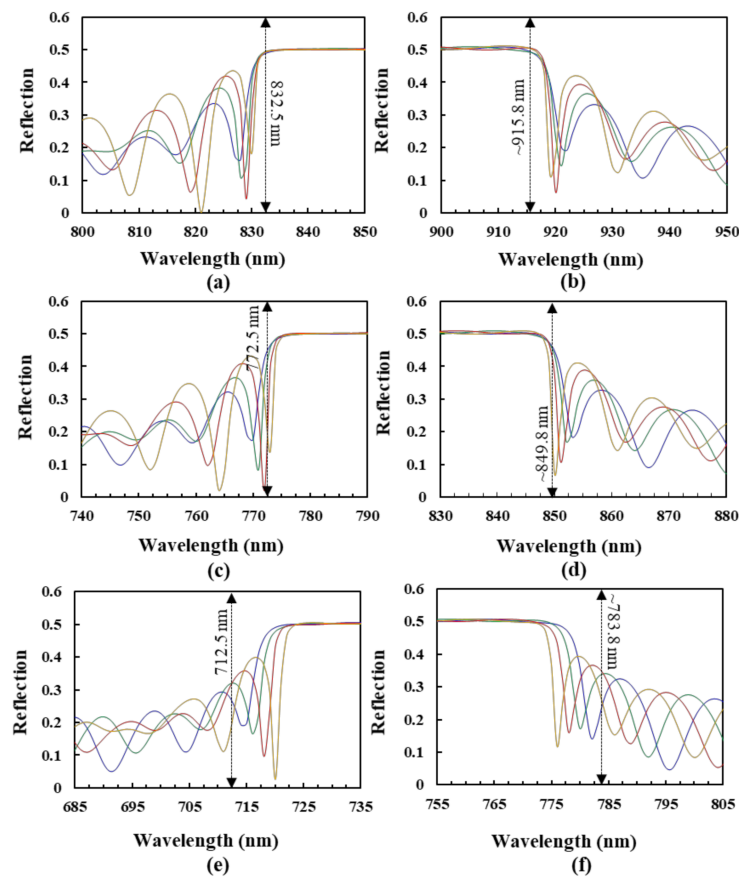 0.6
0.5
0.4
0.3
0.2
0.1
0
Reflection
832.5 nm
800 810 820 830 840 850
Wavelength (nm)
(a)
0.6
0.5
0.4
0.3
0.2
0.1
0
Reflection
~915.8 nm
900 910 920 930 940 950
Wavelength (nm)
(b)
0.6
0.5
0.4
0.3
0.2
0.1
0
Reflection
772.5 nm
740 750 760 770 780 790
Wavelength (nm)
(c)
0.6
0.5
0.4
0.3
0.2
0.1
0
Reflection
~849.8 nm
830 840 850 860 870 880
Wavelength (nm)
(d)
0.6
0.5
0.4
0.3
0.2
0.1
0
Reflection
712.5 nm
685 695 705 715 725 735
Wavelength (nm)
(e)
0.6
0.5
0.4
0.3
0.2
0.1
0
Reflection
~783.8 nm
755 765 775 785 795 805
Wavelength (nm)
(f)